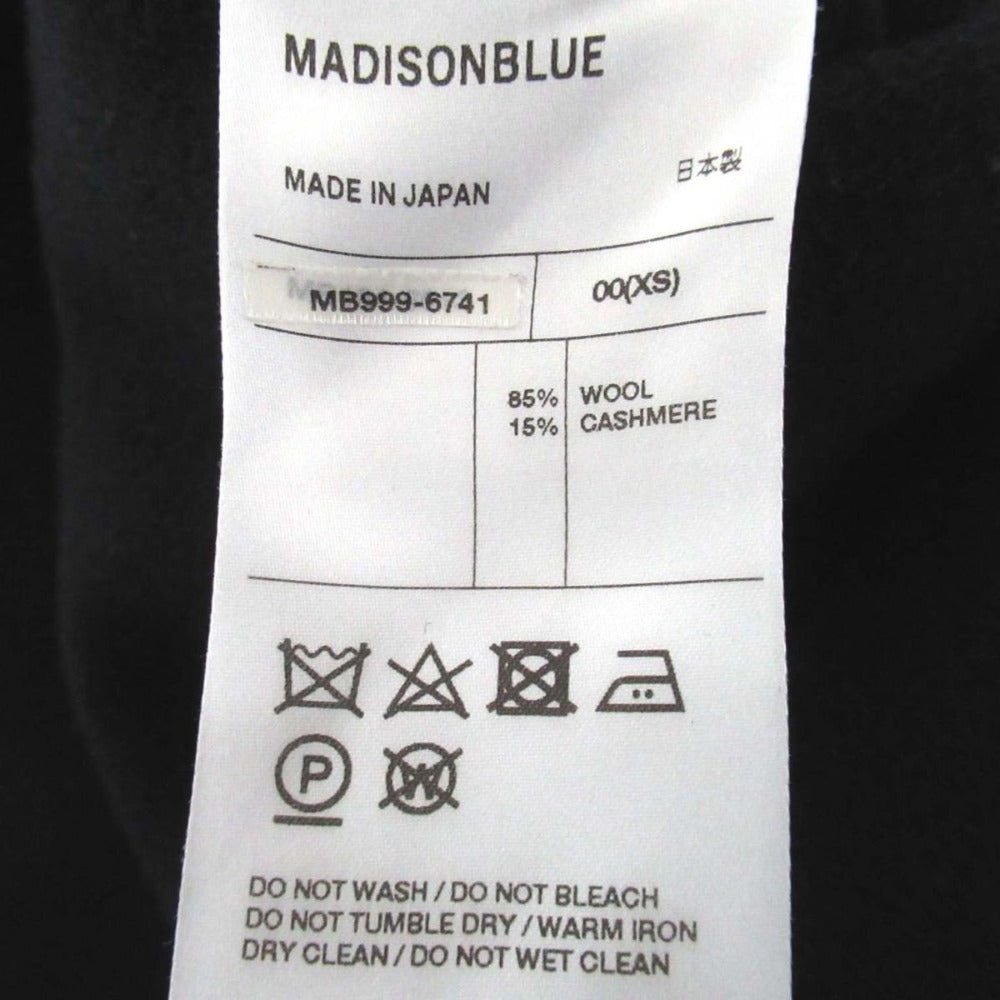 MADISONBLUE
MADE IN JAPAN 日本製
MB999-6741 00(XS)
85% WOOL
15% CASHMERE
P W
DO NOT WASH / DO NOT BLEACH
DO NOT TUMBLE DRY / WARM IRON
DRY CLEAN / DO NOT WET CLEAN